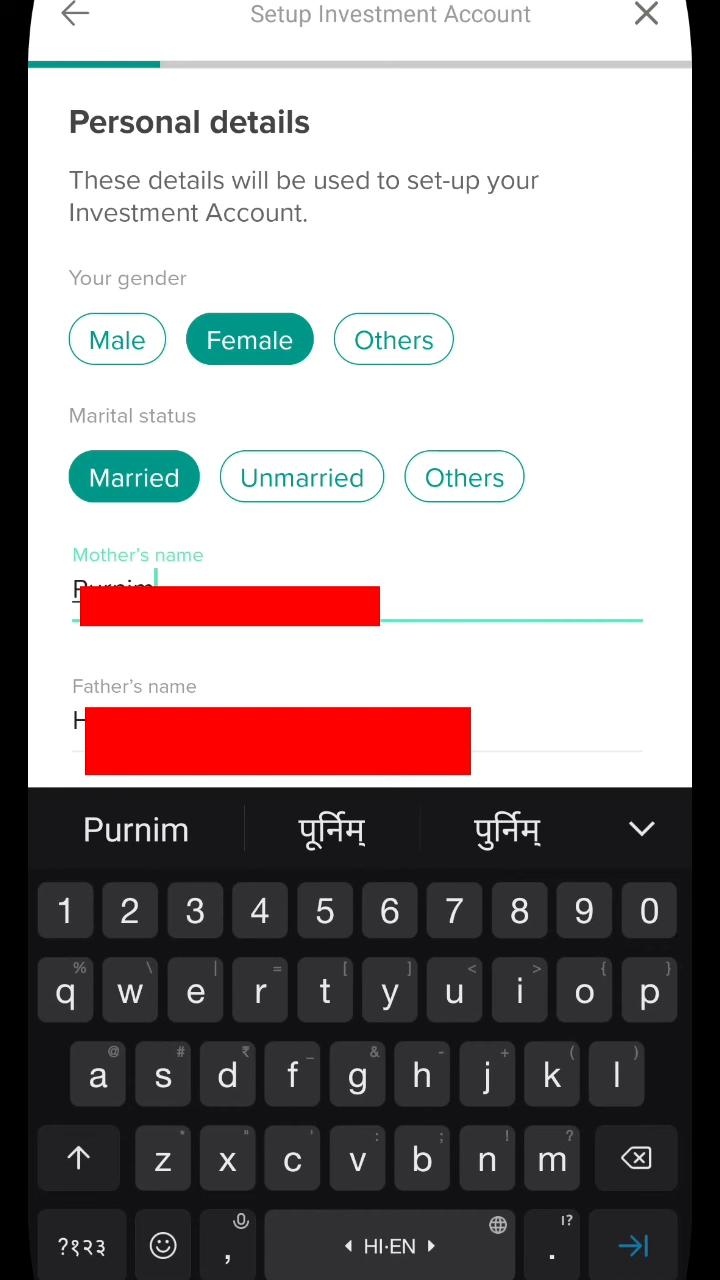 Setup Investment Account
Personal details
These details will be used to set-up your
Investment Account.
Your gender
Male Female Others
Marital status
Married Unmarried Others
Mother's name
Purnim
Father's name
H
Purnim पूर्निम् पुर्निम्
1 2 3 4 5 6 7 8 9 0
% \ | = [ ] < > { }
q w e r t y u i o p
@ # ₹ _ & - + ( )
a s d f g h j k l
* " ' : ; ! ?
z x c v b n m
?१२३ , HI•EN . !?